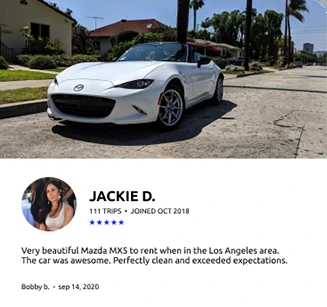 JACKIE D.
111 TRIPS • JOINED OCT 2018
Very beautiful Mazda MX5 to rent when in the Los Angeles area.
The car was awesome. Perfectly clean and exceeded expectations.
Bobby b. - sep 14, 2020